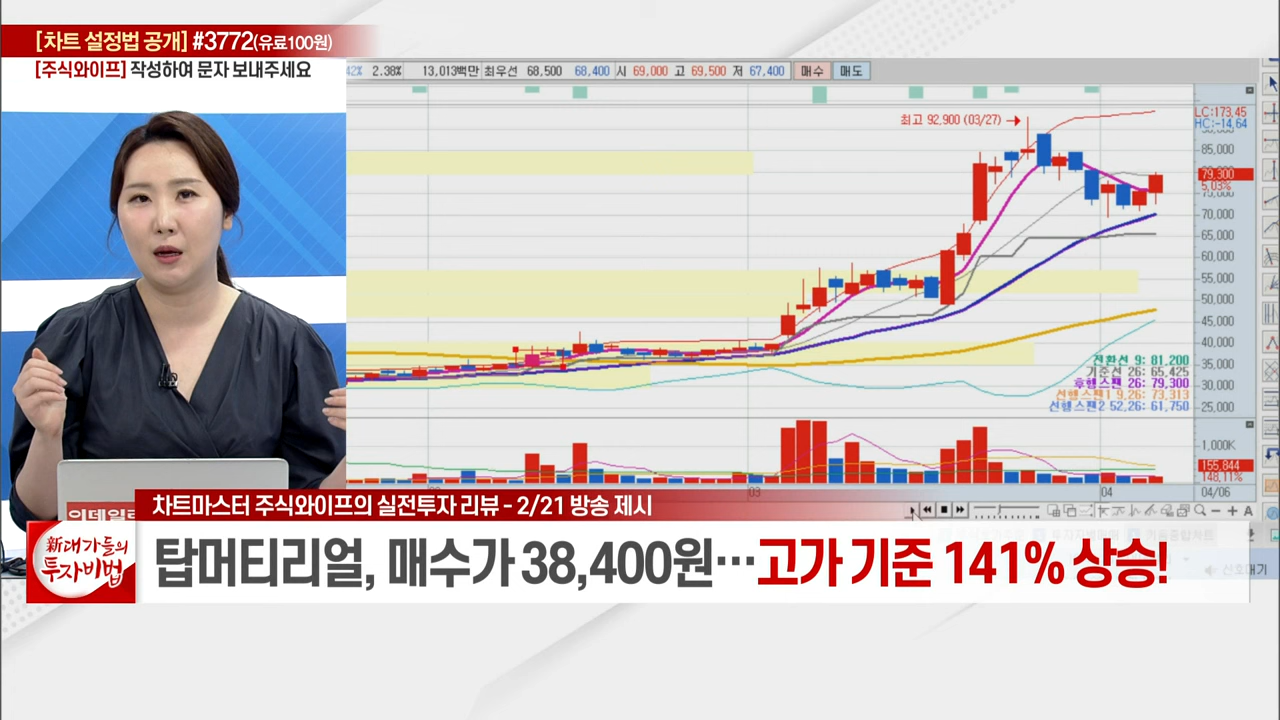 [차트 설정법 공개] #3772(유료100원)
[주식와이프] 작성하여 문자 보내주세요
42% 2.38% 13,013백만 최우선 68,500 68,400 시 69,000 고 69,500 저 67,400 매수 매도
LC:173.45
HC:-14.64
최고 92,900 (03/27)
90,000
85,000
79,300
5.03%
75,000
70,000
65,000
60,000
55,000
50,000
45,000
40,000
35,000
30,000
25,000
전환선 9: 81,200
기준선 26: 65,425
후행스팬 26: 79,300
선행스팬1 9,26: 73,313
선행스팬2 52,26: 61,750
1,000K
155,844
148.11%
03 04 04/06
이데일리
차트마스터 주식와이프의 실전투자 리뷰 - 2/21 방송 제시
新대가들의
투자비법
탑머티리얼, 매수가 38,400원…고가 기준 141% 상승!
신호대기